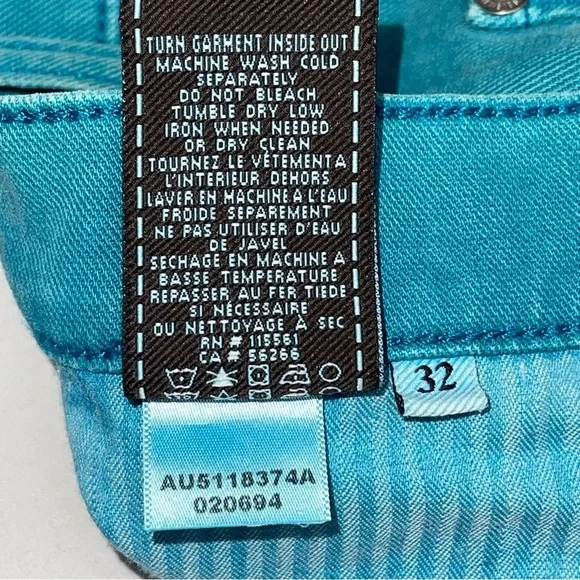 TURN GARMENT INSIDE OUT
MACHINE WASH COLD
SEPARATELY
DO NOT BLEACH
TUMBLE DRY LOW
IRON WHEN NEEDED
OR DRY CLEAN
TOURNEZ LE VÊTEMENT A
L'INTERIEUR DEHORS
LAVER EN MACHINE A L'EAU
FROIDE SEPAREMENT
NE PAS UTILISER D'EAU
DE JAVEL
SECHAGE EN MACHINE A
BASSE TEMPERATURE
REPASSER AU FER TIEDE
SI NÉCESSAIRE
OU NETTOYAGE À SEC
RN # 115561
CA # 56266
32
AU5118374A
020694